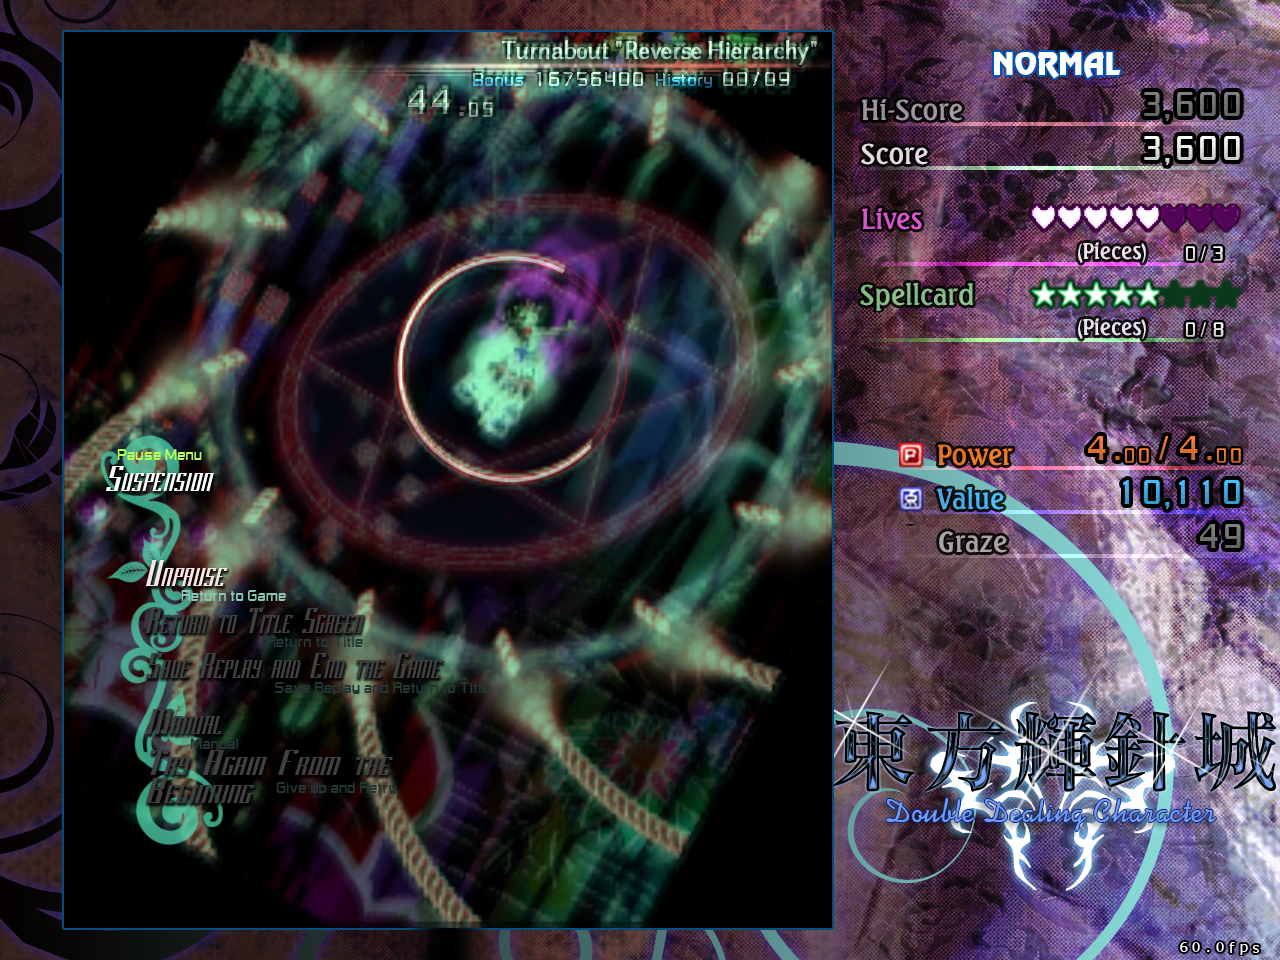 Turnabout "Reverse Hierarchy"
Bonus 16756400 History 00/09
44.05
Pause Menu
Suspension
Unpause
Return to Game
Return to Title Screen
Return to Title
Save Replay and End the Game
Save Replay and Return to Title
Manual
Manual
Try Again From the
Beginning
Give up and Retry
NORMAL
Hi-Score 3,600
Score 3,600
Lives
(Pieces) 0/3
Spellcard
(Pieces) 0/8
Power 4.00/4.00
Value 10,110
Graze 49
東方輝針城
Double Dealing Character
60.0fps